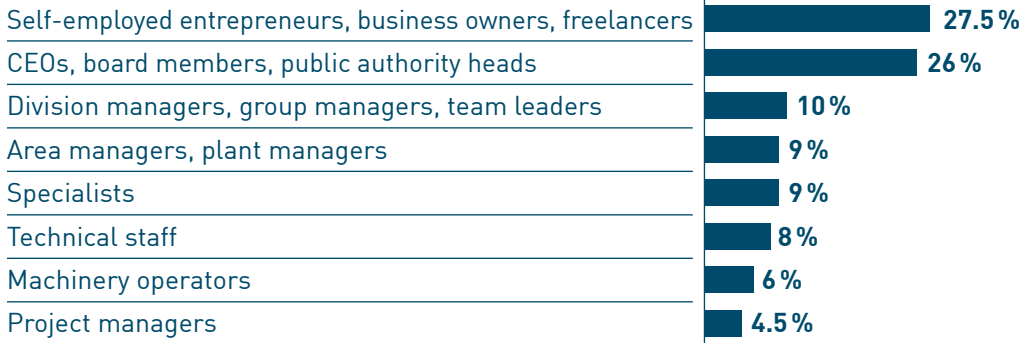 Self-employed entrepreneurs, business owners, freelancers 27.5 %
CEOs, board members, public authority heads 26 %
Division managers, group managers, team leaders 10 %
Area managers, plant managers 9 %
Specialists 9 %
Technical staff 8 %
Machinery operators 6 %
Project managers 4.5 %